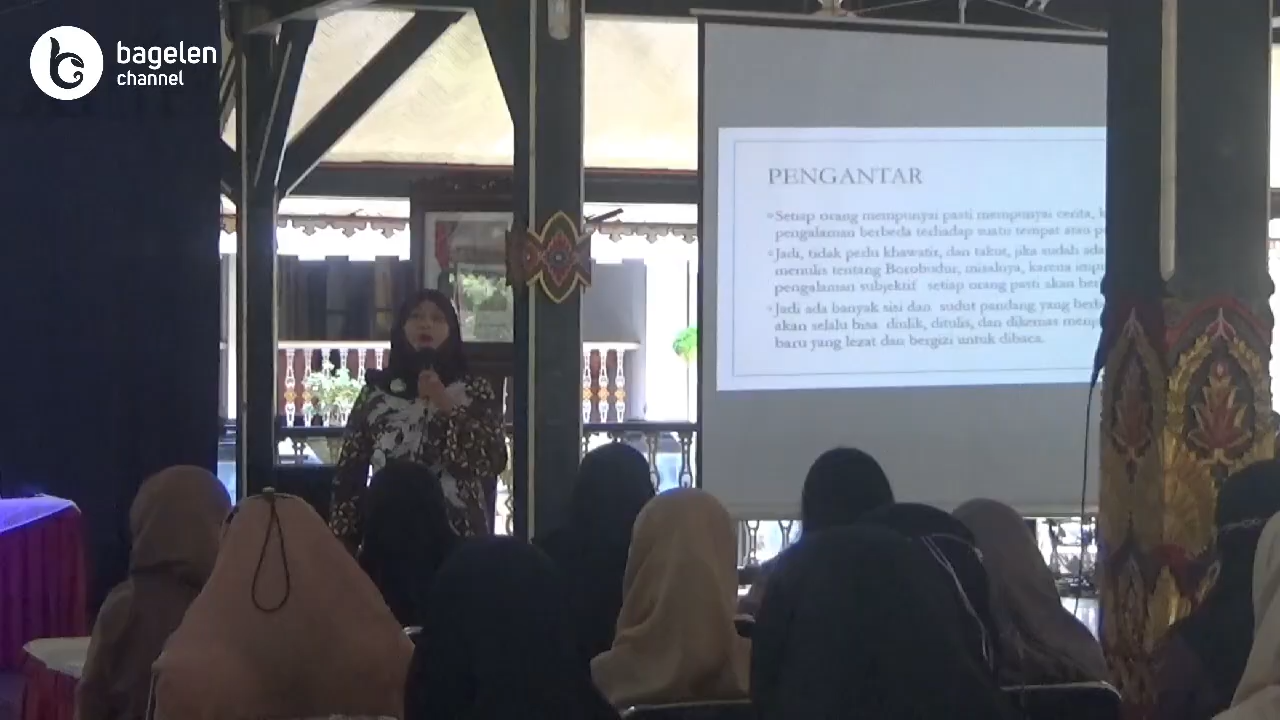 bagelen
channel
PENGANTAR
Setiap orang mempunyai pasti mempunyai cerita,
pengalaman berbeda terhadap suatu tempat atau
Jadi, tidak perlu khawatir, dan takut, jika sudah ada
menulis tentang Borobudur, misalnya, karena
pengalaman subjektif setiap orang pasti akan
Jadi ada banyak sisi dan sudut pandang yang
akan selalu bisa diulik, ditulis, dan dikemas
baru yang lezat dan bergizi untuk dibaca.